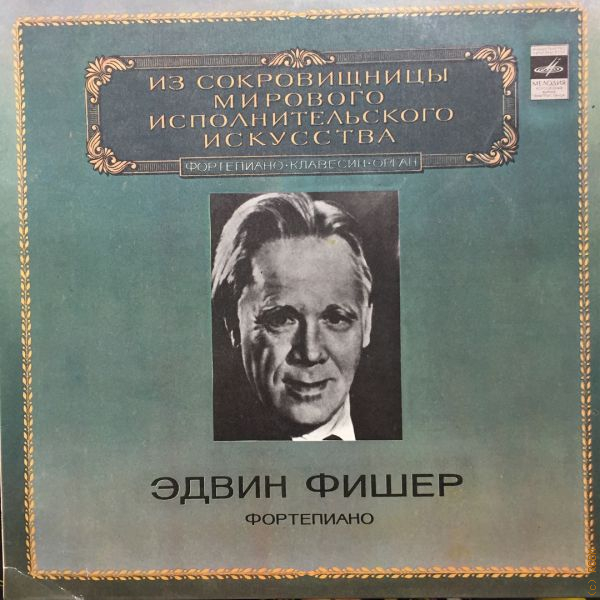 ИЗ СОКРОВИЩНИЦЫ
МИРОВОГО
ИСПОЛНИТЕЛЬСКОГО
ИСКУССТВА
ФОРТЕПИАНО•КЛАВЕСИН•ОРГАН
МЕЛОДИЯ
ЭДВИН ФИШЕР
ФОРТЕПИАНО